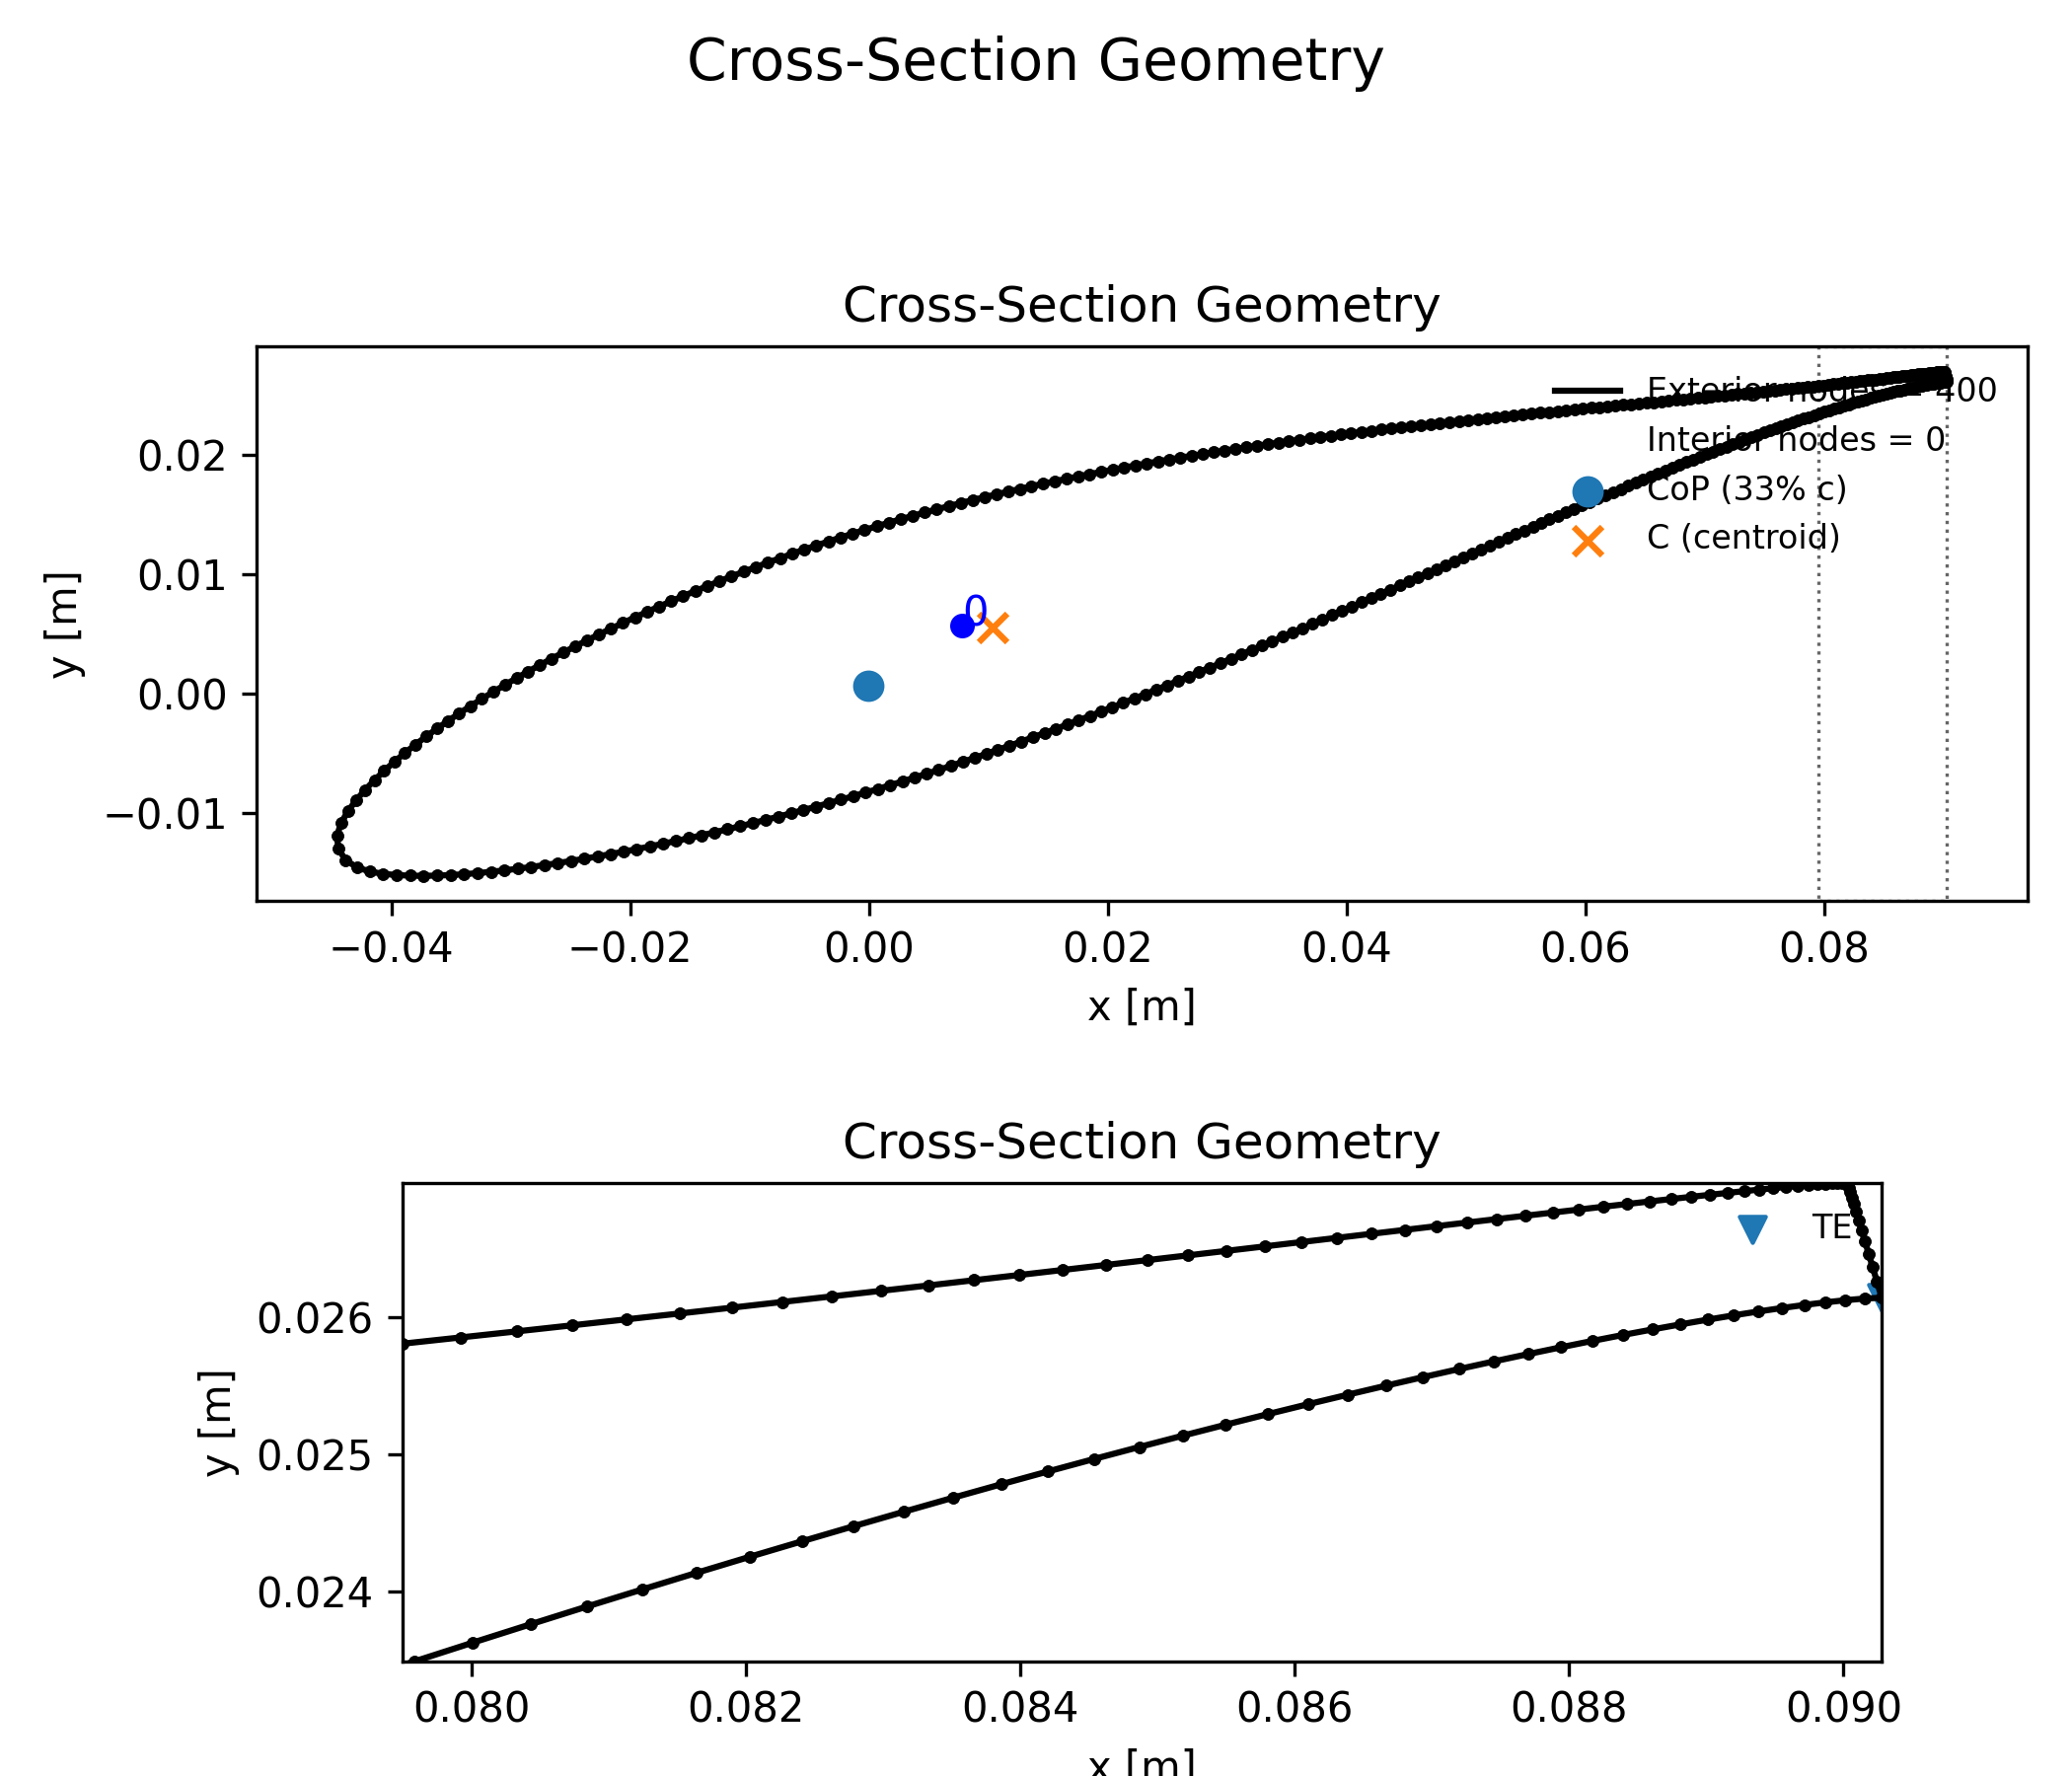 Cross-Section Geometry
Cross-Section Geometry
Exterior nodes = 400
Interior nodes = 0
CoP (33% c)
C (centroid)
0
0.02
0.01
0.00
−0.01
y [m]
−0.04
−0.02
0.00
0.02
0.04
0.06
0.08
x [m]
Cross-Section Geometry
TE
0.026
0.025
0.024
y [m]
0.080
0.082
0.084
0.086
0.088
0.090
x [m]